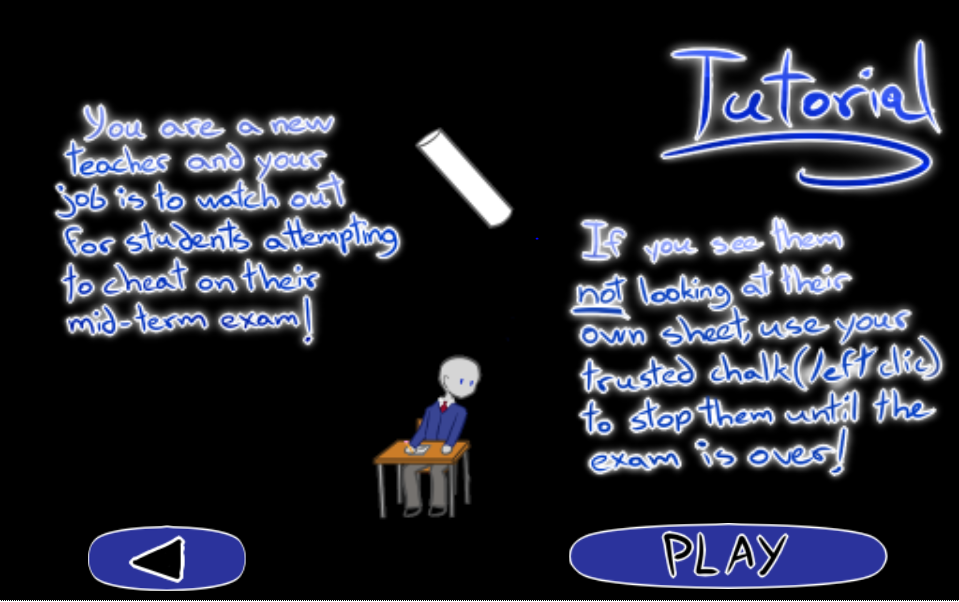 Tutorial
You are a new
teacher and your
job is to watch out
for students attempting
to cheat on their
mid-term exam!
If you see them
not looking at their
own sheet, use your
trusted chalk (left clic)
to stop them until the
exam is over!
PLAY